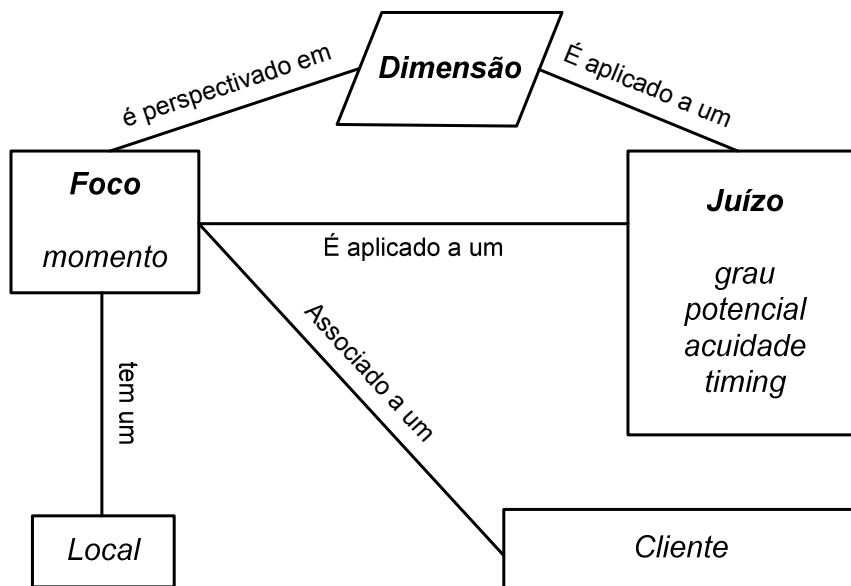 é perspectivado em
Dimensão
É aplicado a um
Foco
momento
Juízo
grau
potencial
acuidade
timing
É aplicado a um
Associado a um
tem um
Local
Cliente